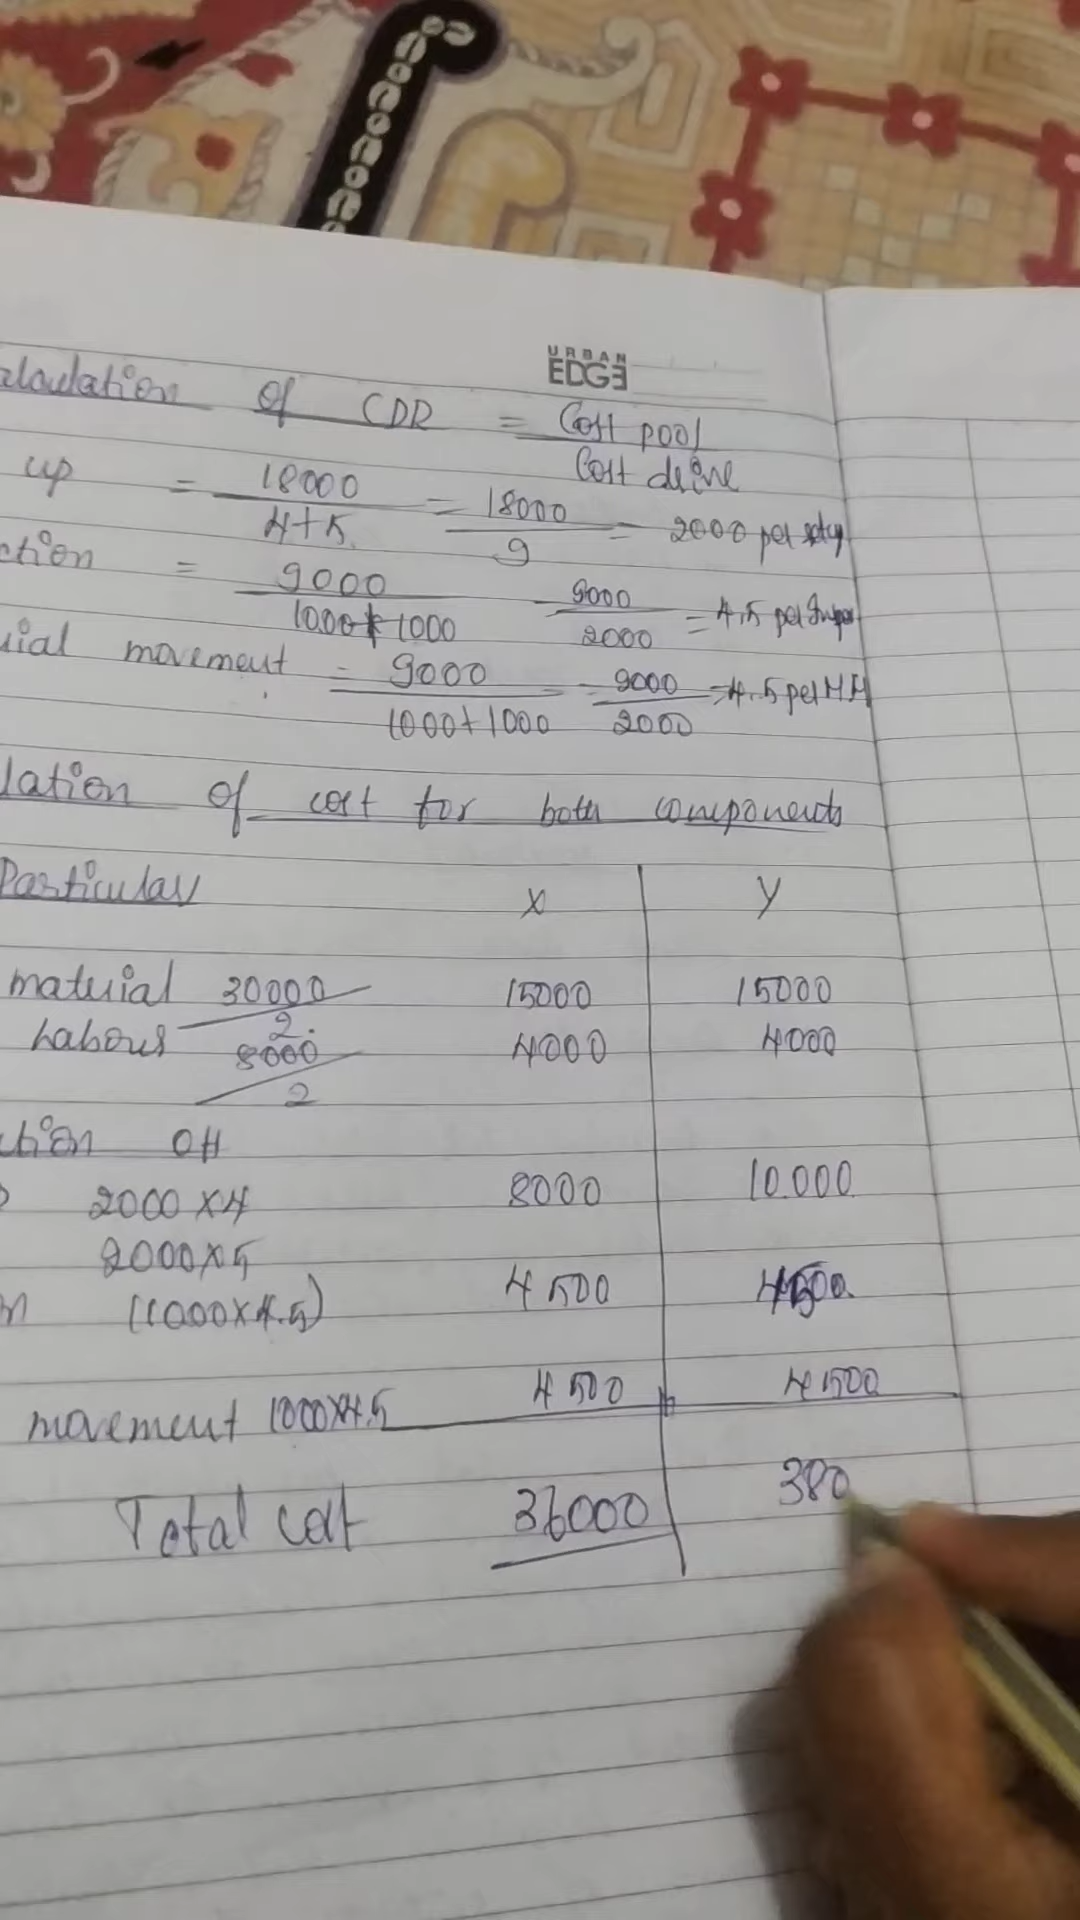 URBAN
EDGE
alculation of CDR = Cost pool
Cost drive
up = 18000 = 18000 = 2000 per
4+5 9
ction = 9000 9000 = 4.5 per
1000+1000 2000
ial movement = 9000 = 9000 = 4.5 per
1000+1000 2000
lation of cost for both components
Particular X Y
material 30000 15000 15000
2
Labour 8000 4000 4000
2
ction OH
2000x4 8000 10.000
2000x5
n (1000x4.5) 4500 4500
movement 1000x4.5 4500 4500
Total cost 36000 380